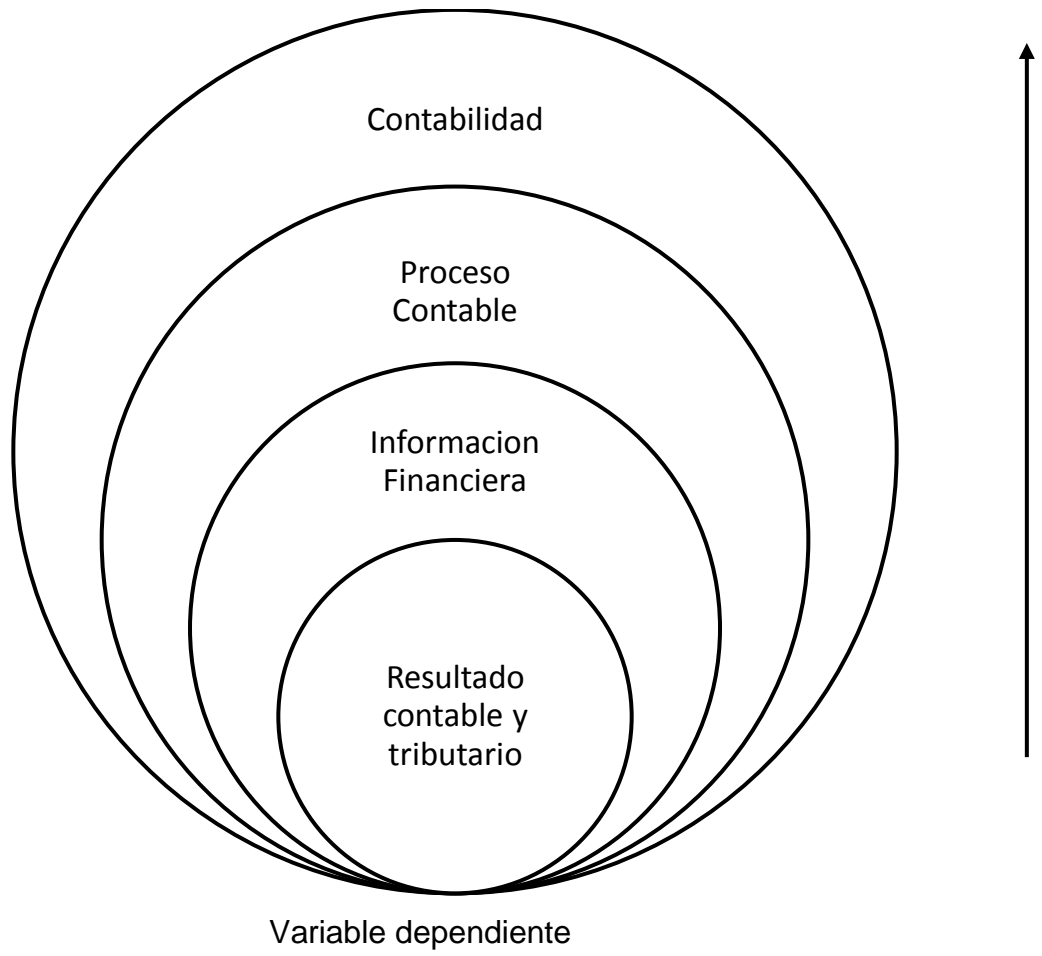 Contabilidad
Proceso
Contable
Informacion
Financiera
Resultado
contable y
tributario
Variable dependiente